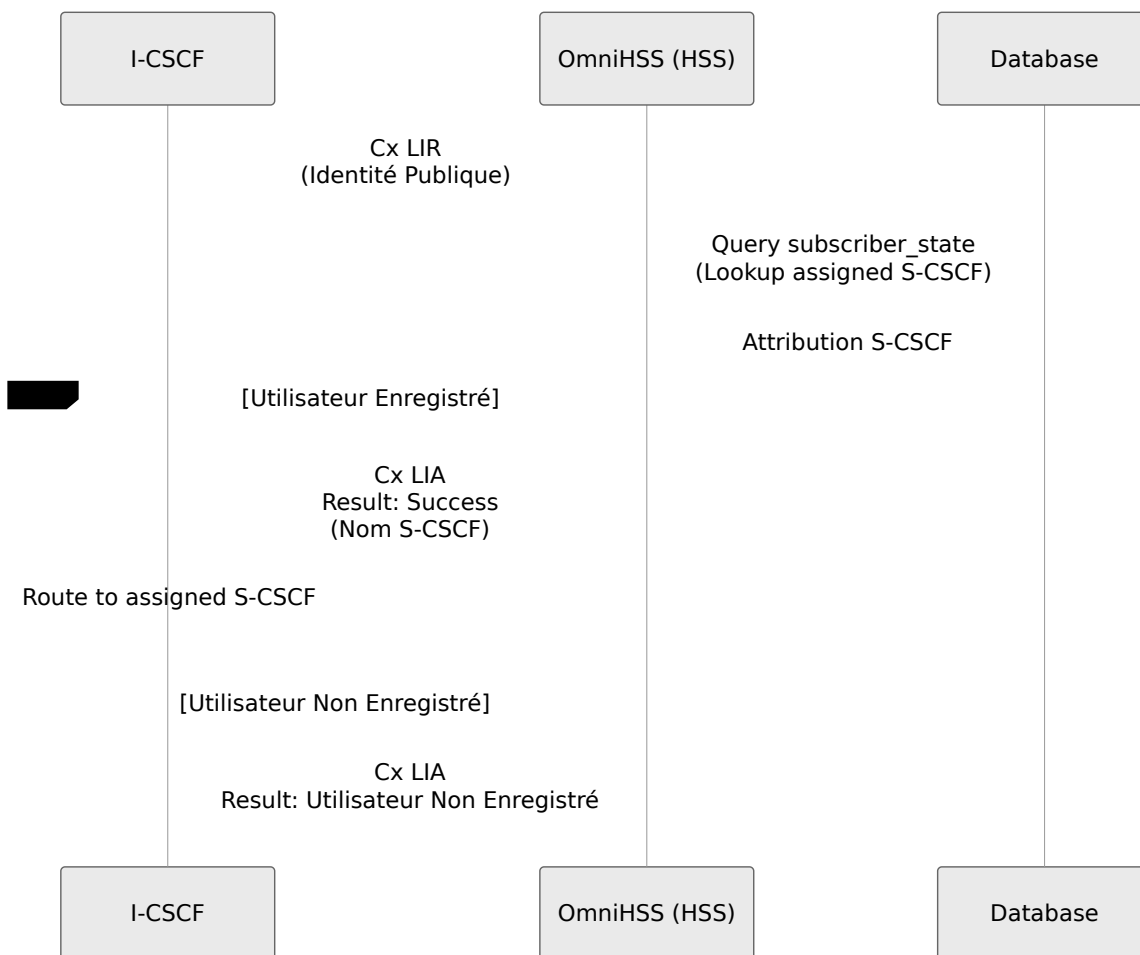 I-CSCF
OmniHSS (HSS)
Database
Cx LIR
(Identité Publique)
Query subscriber_state
(Lookup assigned S-CSCF)
Attribution S-CSCF
[Utilisateur Enregistré]
Cx LIA
Result: Success
(Nom S-CSCF)
Route to assigned S-CSCF
[Utilisateur Non Enregistré]
Cx LIA
Result: Utilisateur Non Enregistré
I-CSCF
OmniHSS (HSS)
Database